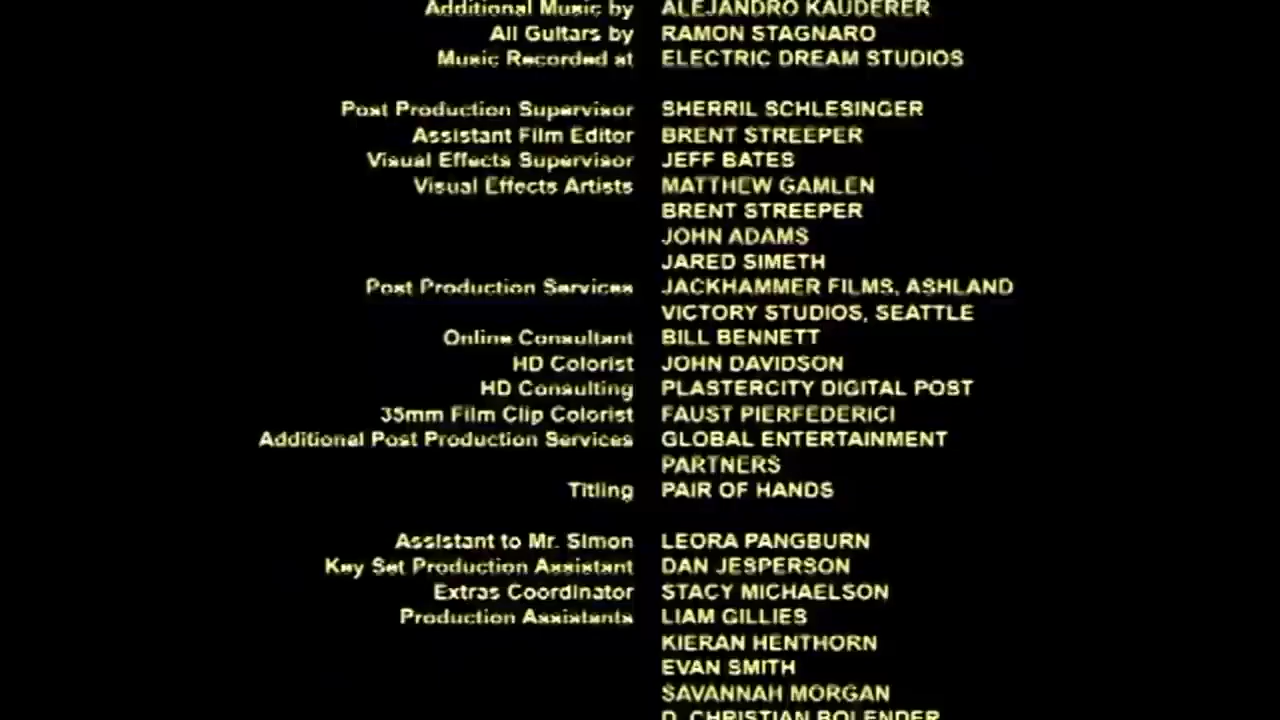 Additional Music by ALEJANDRO KAUDERER
All Guitars by RAMON STAGNARO
Music Recorded at ELECTRIC DREAM STUDIOS
Post Production Supervisor SHERRIL SCHLESINGER
Assistant Film Editor BRENT STREEPER
Visual Effects Supervisor JEFF BATES
Visual Effects Artists MATTHEW GAMLEN
BRENT STREEPER
JOHN ADAMS
JARED SIMETH
Post Production Services JACKHAMMER FILMS, ASHLAND
VICTORY STUDIOS, SEATTLE
Online Consultant BILL BENNETT
HD Colorist JOHN DAVIDSON
HD Consulting PLASTERCITY DIGITAL POST
35mm Film Clip Colorist FAUST PIERFEDERICI
Additional Post Production Services GLOBAL ENTERTAINMENT
PARTNERS
Titling PAIR OF HANDS
Assistant to Mr. Simon LEORA PANGBURN
Key Set Production Assistant DAN JESPERSON
Extras Coordinator STACY MICHAELSON
Production Assistants LIAM GILLIES
KIERAN HENTHORN
EVAN SMITH
SAVANNAH MORGAN
D. CHRISTIAN BOLENDER